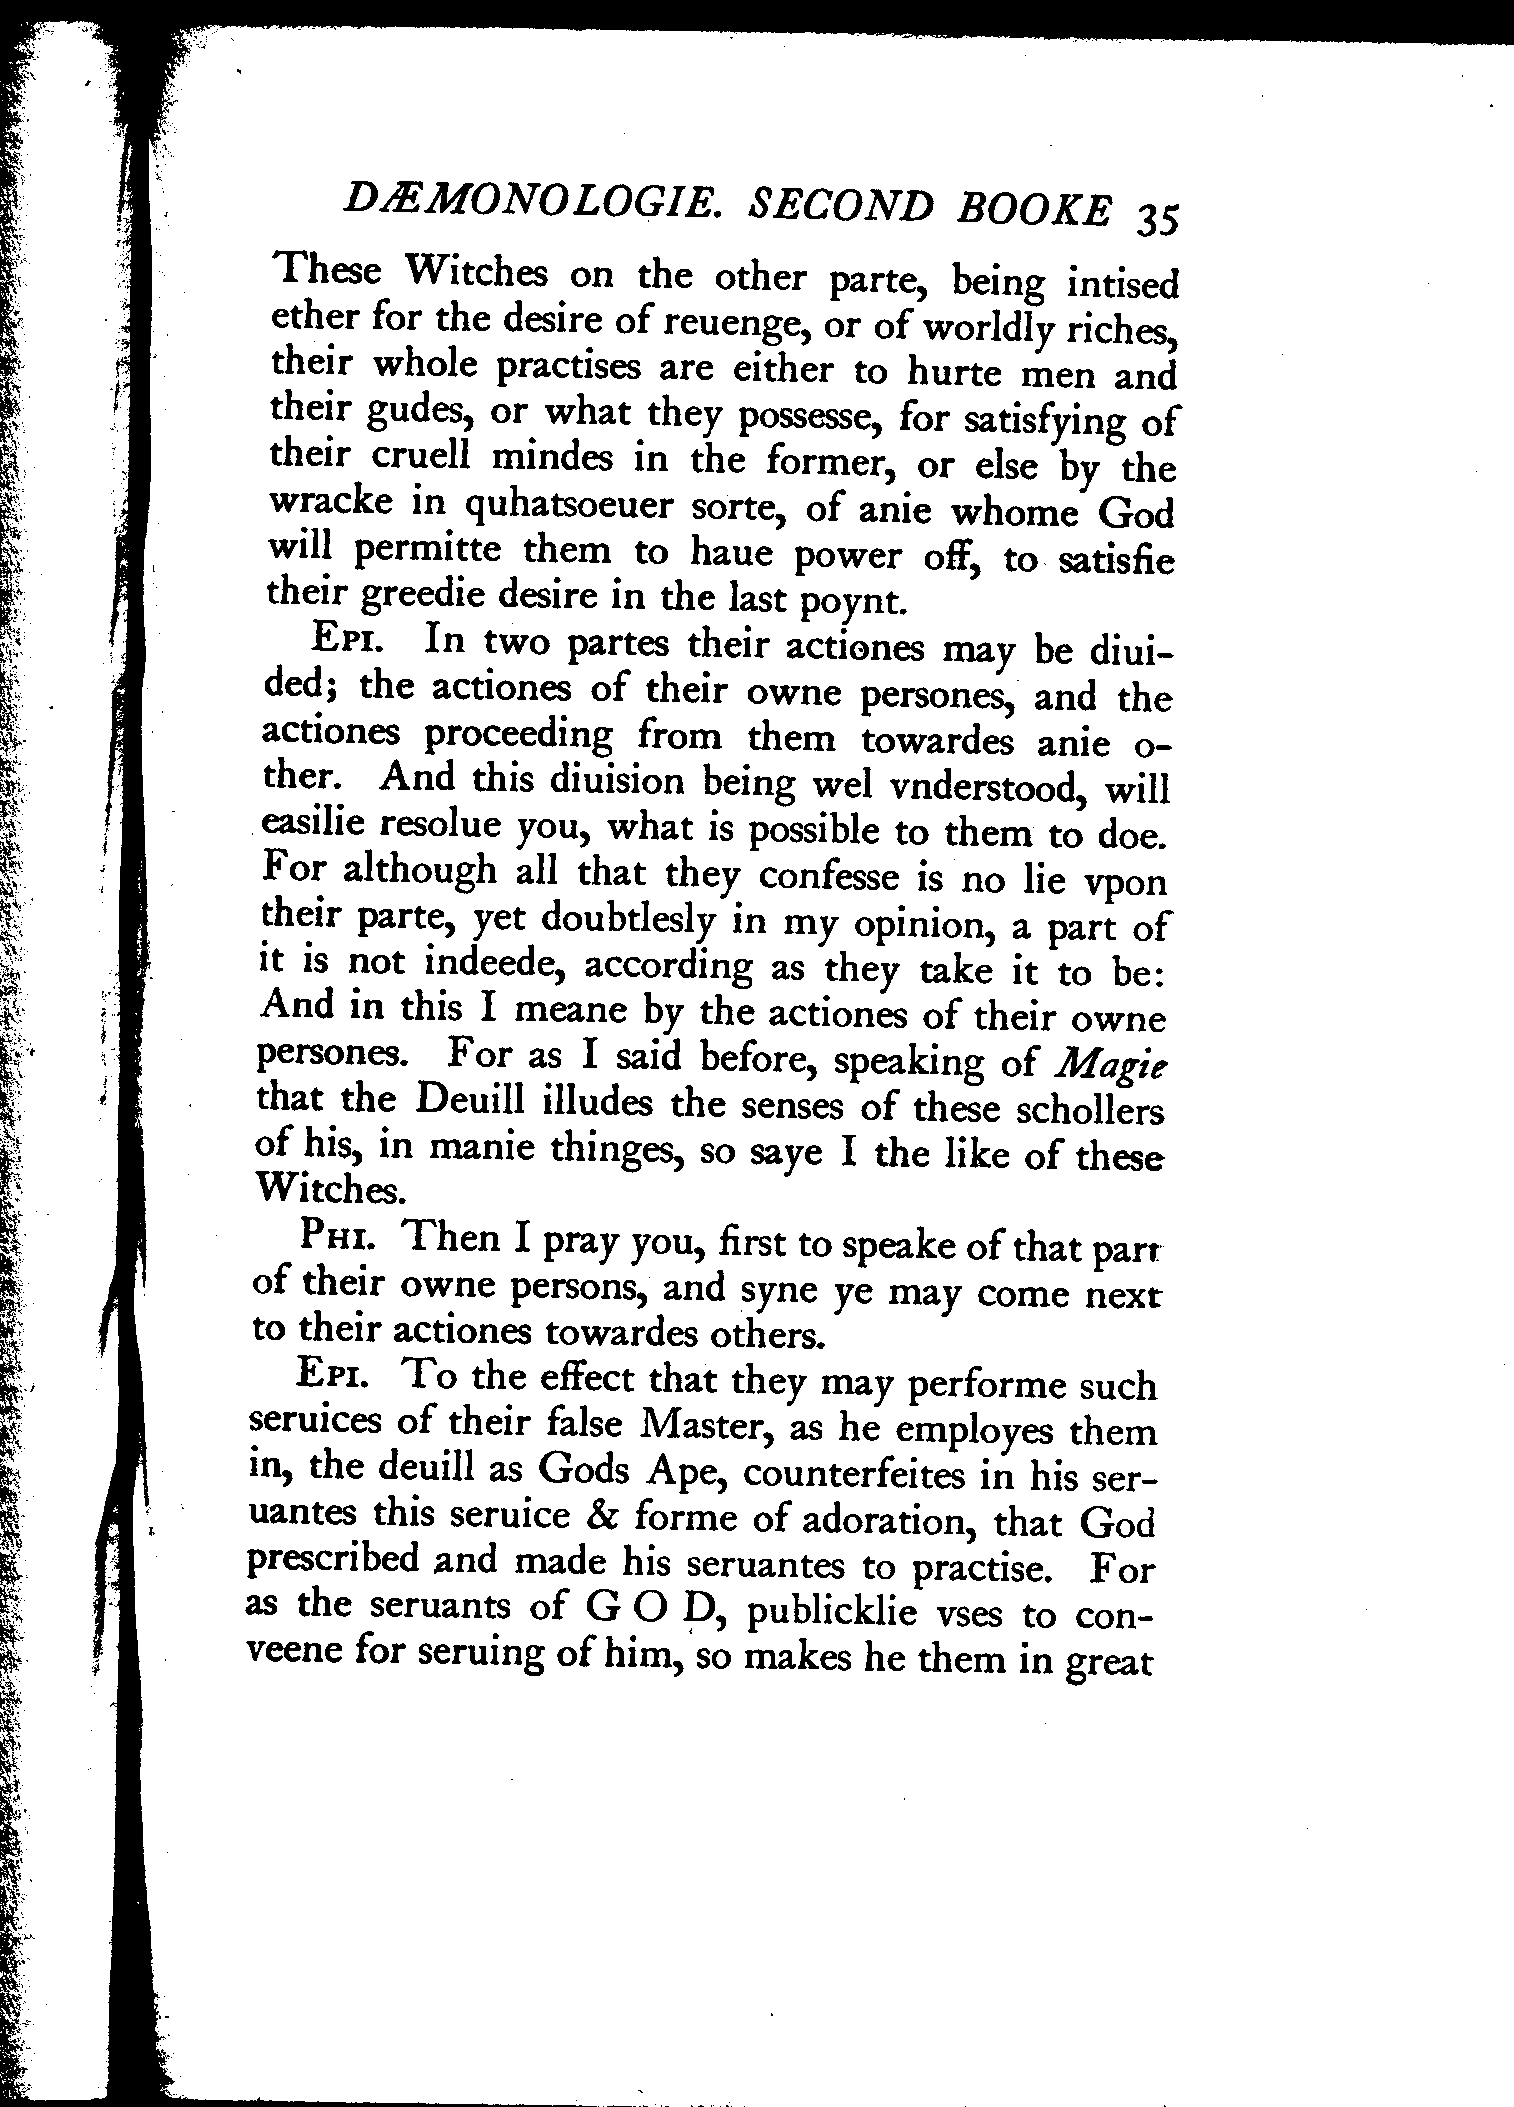 DÆMONOLOGIE. SECOND BOOKE 35
These Witches on the other parte, being intised
ether for the desire of reuenge, or of worldly riches,
their whole practises are either to hurte men and
their gudes, or what they possesse, for satisfying of
their cruell mindes in the former, or else by the
wracke in quhatsoeuer sorte, of anie whome God
will permitte them to haue power off, to satisfie
their greedie desire in the last poynt.
EPI. In two partes their actiones may be diui-
ded; the actiones of their owne persones, and the
actiones proceeding from them towardes anie o-
ther. And this diuision being wel vnderstood, will
easilie resolue you, what is possible to them to doe.
For although all that they confesse is no lie vpon
their parte, yet doubtlesly in my opinion, a part of
it is not indeede, according as they take it to be:
And in this I meane by the actiones of their owne
persones. For as I said before, speaking of Magie
that the Deuill illudes the senses of these schollers
of his, in manie thinges, so saye I the like of these
Witches.
PHI. Then I pray you, first to speake of that part
of their owne persons, and syne ye may come next
to their actiones towardes others.
EPI. To the effect that they may performe such
seruices of their false Master, as he employes them
in, the deuill as Gods Ape, counterfeites in his ser-
uantes this seruice & forme of adoration, that God
prescribed and made his seruantes to practise. For
as the seruants of G O D, publicklie vses to con-
veene for seruing of him, so makes he them in great